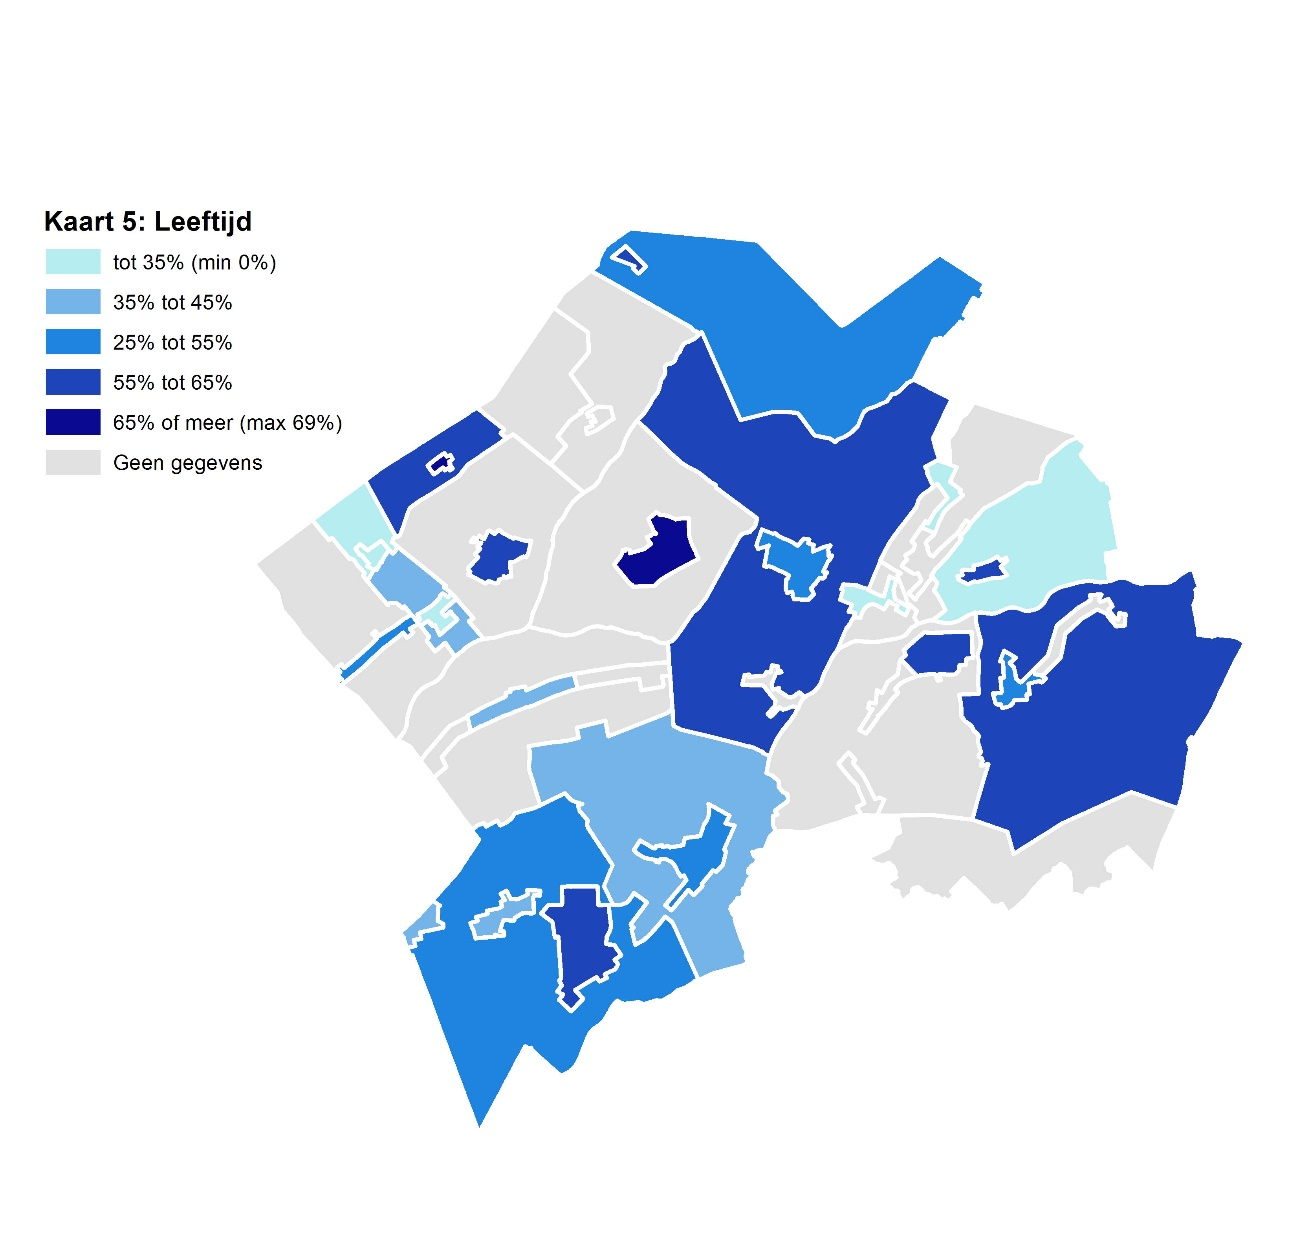 Kaart 5: Leeftijd
tot 35% (min 0%)
35% tot 45%
25% tot 55%
55% tot 65%
65% of meer (max 69%)
Geen gegevens